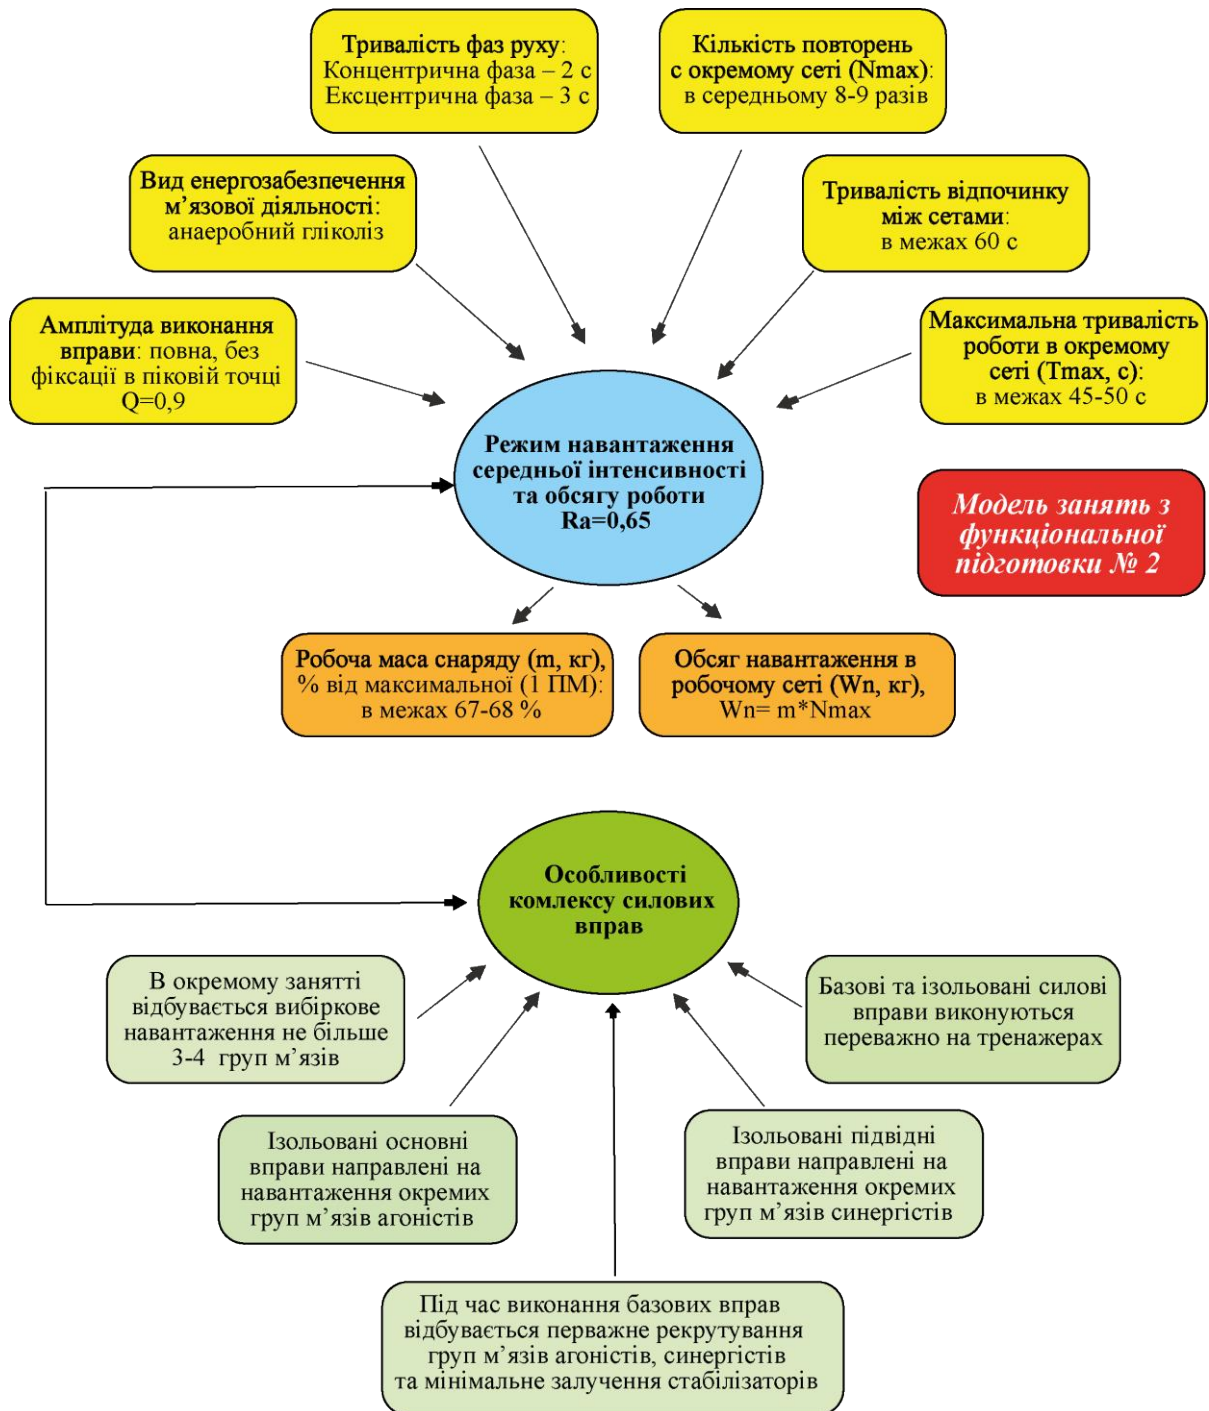 Тривалість фаз руху:
Концентрична фаза – 2 с
Ексцентрична фаза – 3 с
Кількість повторень
с окремому сеті (Nmax):
в середньому 8-9 разів
Вид енергозабезпечення
м’язової діяльності:
анаеробний гліколіз
Тривалість відпочинку
між сетами:
в межах 60 с
Амплітуда виконання
вправи: повна, без
фіксації в піковій точці
Q=0,9
Максимальна тривалість
роботи в окремому
сеті (Tmax, с):
в межах 45-50 с
Режим навантаження
середньої інтенсивності
та обсягу роботи
Ra=0,65
Модель занять з
функціональної
підготовки № 2
Робоча маса снаряду (m, кг),
% від максимальної (1 ПМ):
в межах 67-68 %
Обсяг навантаження в
робочому сеті (Wn, кг),
Wn= m*Nmax
Особливості
комлексу силових
вправ
В окремому занятті
відбувається вибіркове
навантаження не більше
3-4 груп м’язів
Базові та ізольовані силові
вправи виконуються
переважно на тренажерах
Ізольовані основні
вправи направлені на
навантаження окремих
груп м’язів агоністів
Ізольовані підвідні
вправи направлені на
навантаження окремих
груп м’язів синергістів
Під час виконання базових вправ
відбувається перважне рекрутування
груп м’язів агоністів, синергістів
та мінімальне залучення стабілізаторів